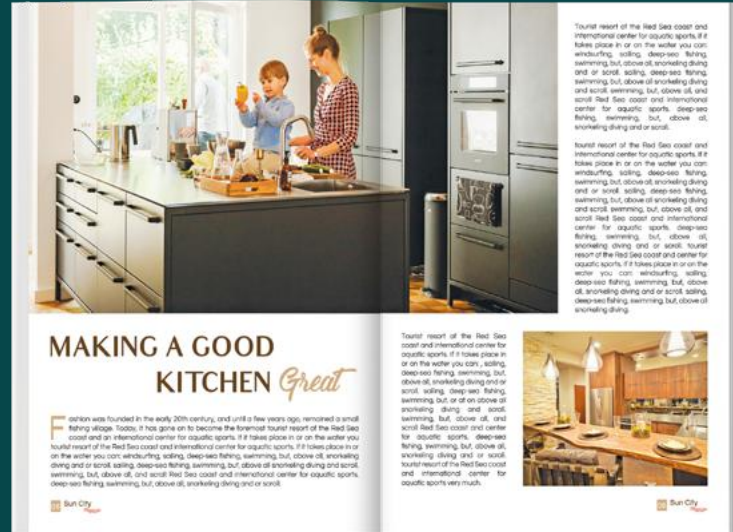 MAKING A GOOD
KITCHEN Great
Fashion was founded in the early 20th century, and until a few years ago, remained a small
fishing village. Today, it has gone on to become the foremost tourist resort of the Red Sea
coast and an international center for aquatic sports. If it takes place in or on the water you
tourist resort of the Red Sea coast and international center for aquatic sports. If it takes place in or
on the water you can: windsurfing, sailing, deep-sea fishing, swimming, but, above all, snorkeling
diving and or scroll. sailing, deep-sea fishing, swimming, but, above all snorkeling diving and scroll.
swimming, but, above all, and scroll Red Sea coast and international center for aquatic sports.
deep-sea fishing, swimming, but, above all, snorkeling diving and or scroll.
Sun City
Tourist resort of the Red Sea
coast and international center for
aquatic sports. If it takes place in
or on the water you can: , sailing,
deep-sea fishing, swimming, but,
above all, snorkeling diving and or
scroll. sailing, deep-sea fishing,
swimming, but, or at on above all
snorkeling diving and scroll.
swimming, but, above all, and
scroll Red Sea coast and center
for aquatic sports. deep-sea
fishing, swimming, but, above all,
snorkeling diving and or scroll.
tourist resort of the Red Sea coast
and international center for
aquatic sports very much.
Tourist resort of the Red Sea coast and
international center for aquatic sports. If it
takes place in or on the water you can:
windsurfing, sailing, deep-sea fishing,
swimming, but, above all, snorkeling diving
and or scroll. sailing, deep-sea fishing,
swimming, but, above all snorkeling diving
and scroll. swimming, but, above all, and
scroll Red Sea coast and international
center for aquatic sports. deep-sea
fishing, swimming, but, above all,
snorkeling diving and or scroll.
tourist resort of the Red Sea coast and
international center for aquatic sports. If it
takes place in or on the water you can:
windsurfing, sailing, deep-sea fishing,
swimming, but, above all, snorkeling diving
and or scroll. sailing, deep-sea fishing,
swimming, but, above all snorkeling diving
and scroll. swimming, but, above all, and
scroll Red Sea coast and international
center for aquatic sports. deep-sea
fishing, swimming, but, above all,
snorkeling diving and or scroll. tourist
resort of the Red Sea coast and center for
aquatic sports. If it takes place in or on the
water you can: windsurfing, sailing,
deep-sea fishing, swimming, but, above
all, snorkeling diving and or scroll. sailing,
deep-sea fishing, swimming, but, above all
snorkeling diving.
Sun City